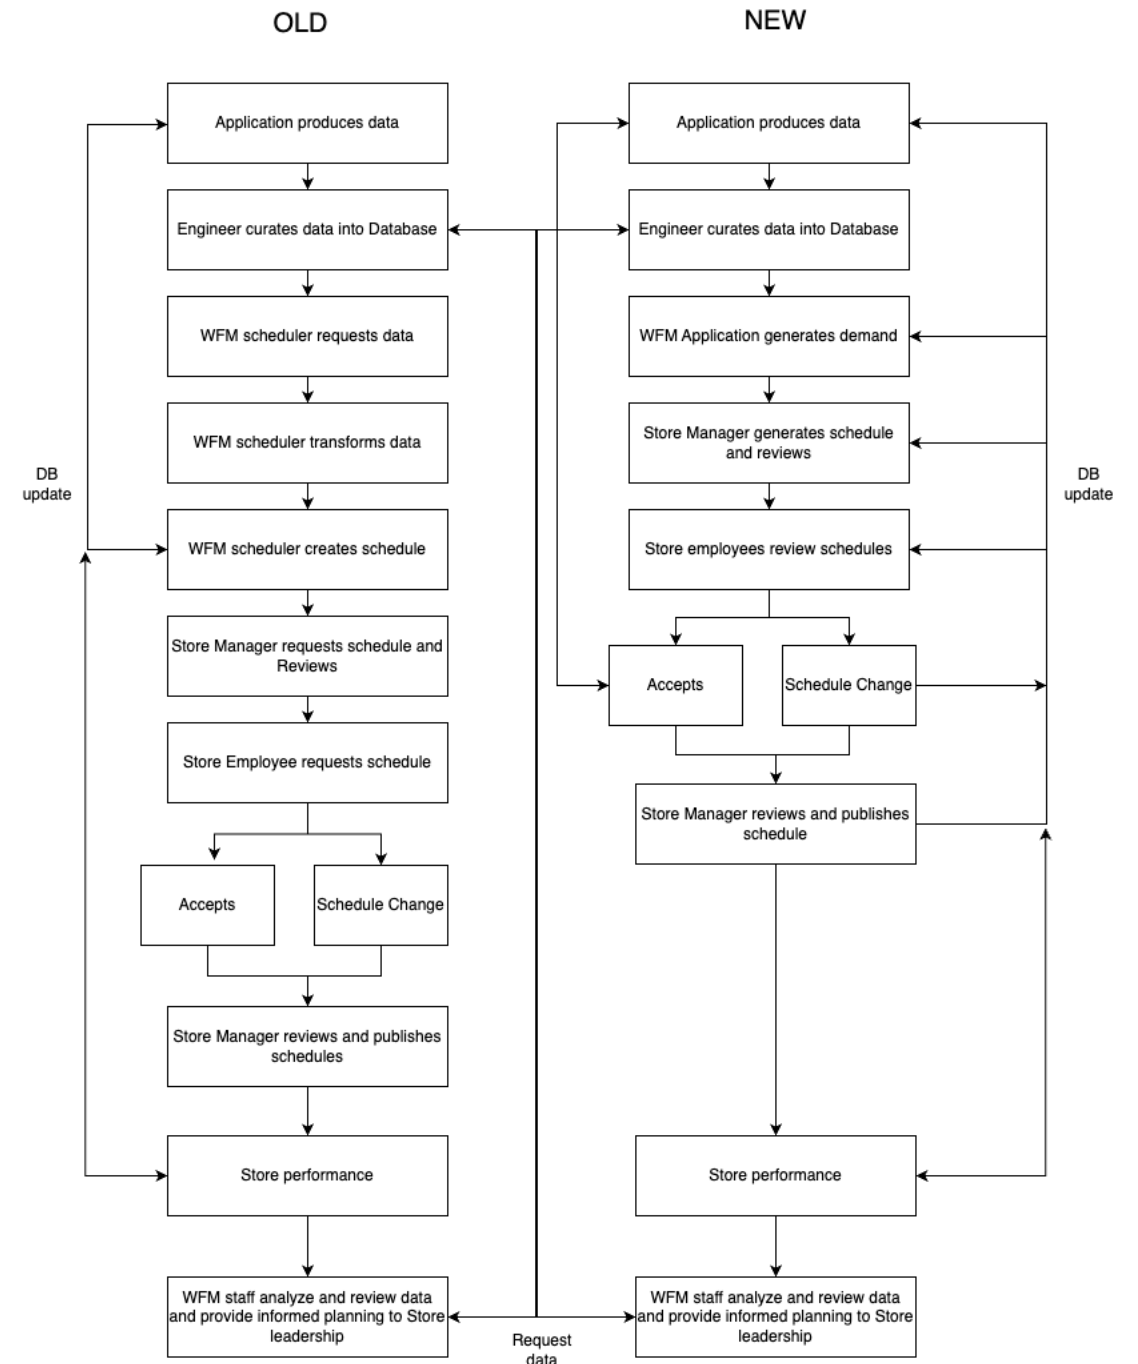 OLD
Application produces data
Engineer curates data into Database
WFM scheduler requests data
WFM scheduler transforms data
DB
update
WFM scheduler creates schedule
Store Manager requests schedule and
Reviews
Store Employee requests schedule
Accepts
Schedule Change
Store Manager reviews and publishes
schedules
Store performance
WFM staff analyze and review data
and provide informed planning to Store
leadership
Request
data
NEW
Application produces data
Engineer curates data into Database
WFM Application generates demand
Store Manager generates schedule
and reviews
DB
update
Store employees review schedules
Accepts
Schedule Change
Store Manager reviews and publishes
schedule
Store performance
WFM staff analyze and review data
and provide informed planning to Store
leadership